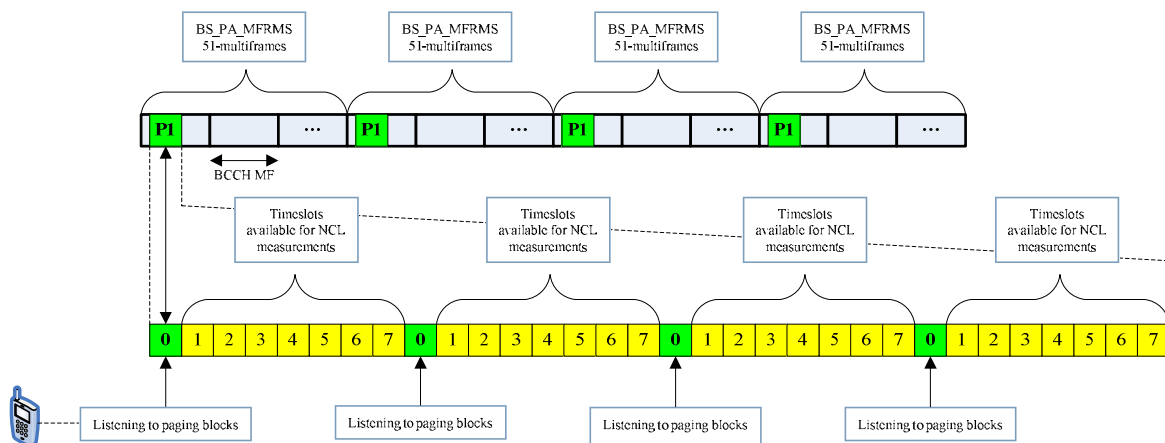 BS_PA_MFRMS
51-multiframes
BS_PA_MFRMS
51-multiframes
BS_PA_MFRMS
51-multiframes
BS_PA_MFRMS
51-multiframes
P1 ... P1 ... P1 ... P1 ...
BCCH MF
Timeslots
available for NCL
measurements
Timeslots
available for NCL
measurements
Timeslots
available for NCL
measurements
Timeslots
available for NCL
measurements
0 1 2 3 4 5 6 7 0 1 2 3 4 5 6 7 0 1 2 3 4 5 6 7 0 1 2 3 4 5 6 7
Listening to paging blocks
Listening to paging blocks
Listening to paging blocks
Listening to paging blocks